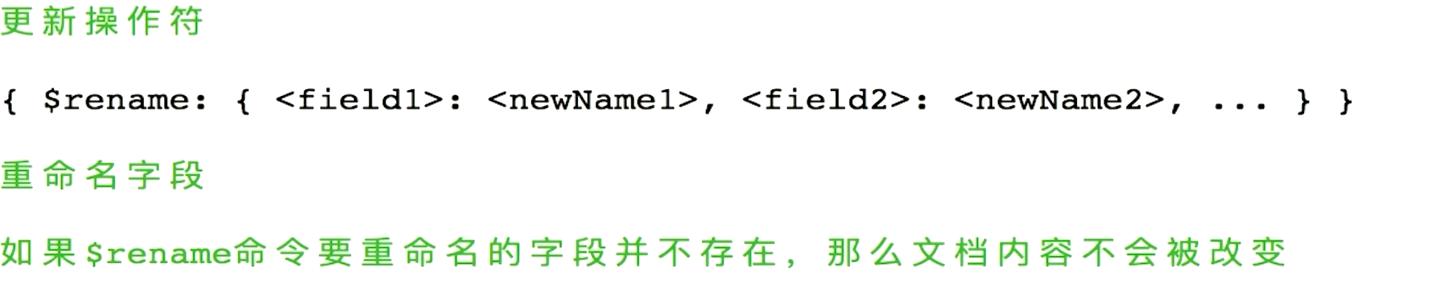 更新操作符
{ $rename: { <field1>: <newName1>, <field2>: <newName2>, ... } }
重命名字段
如果$rename命令要重命名的字段并不存在，那么文档内容不会被改变